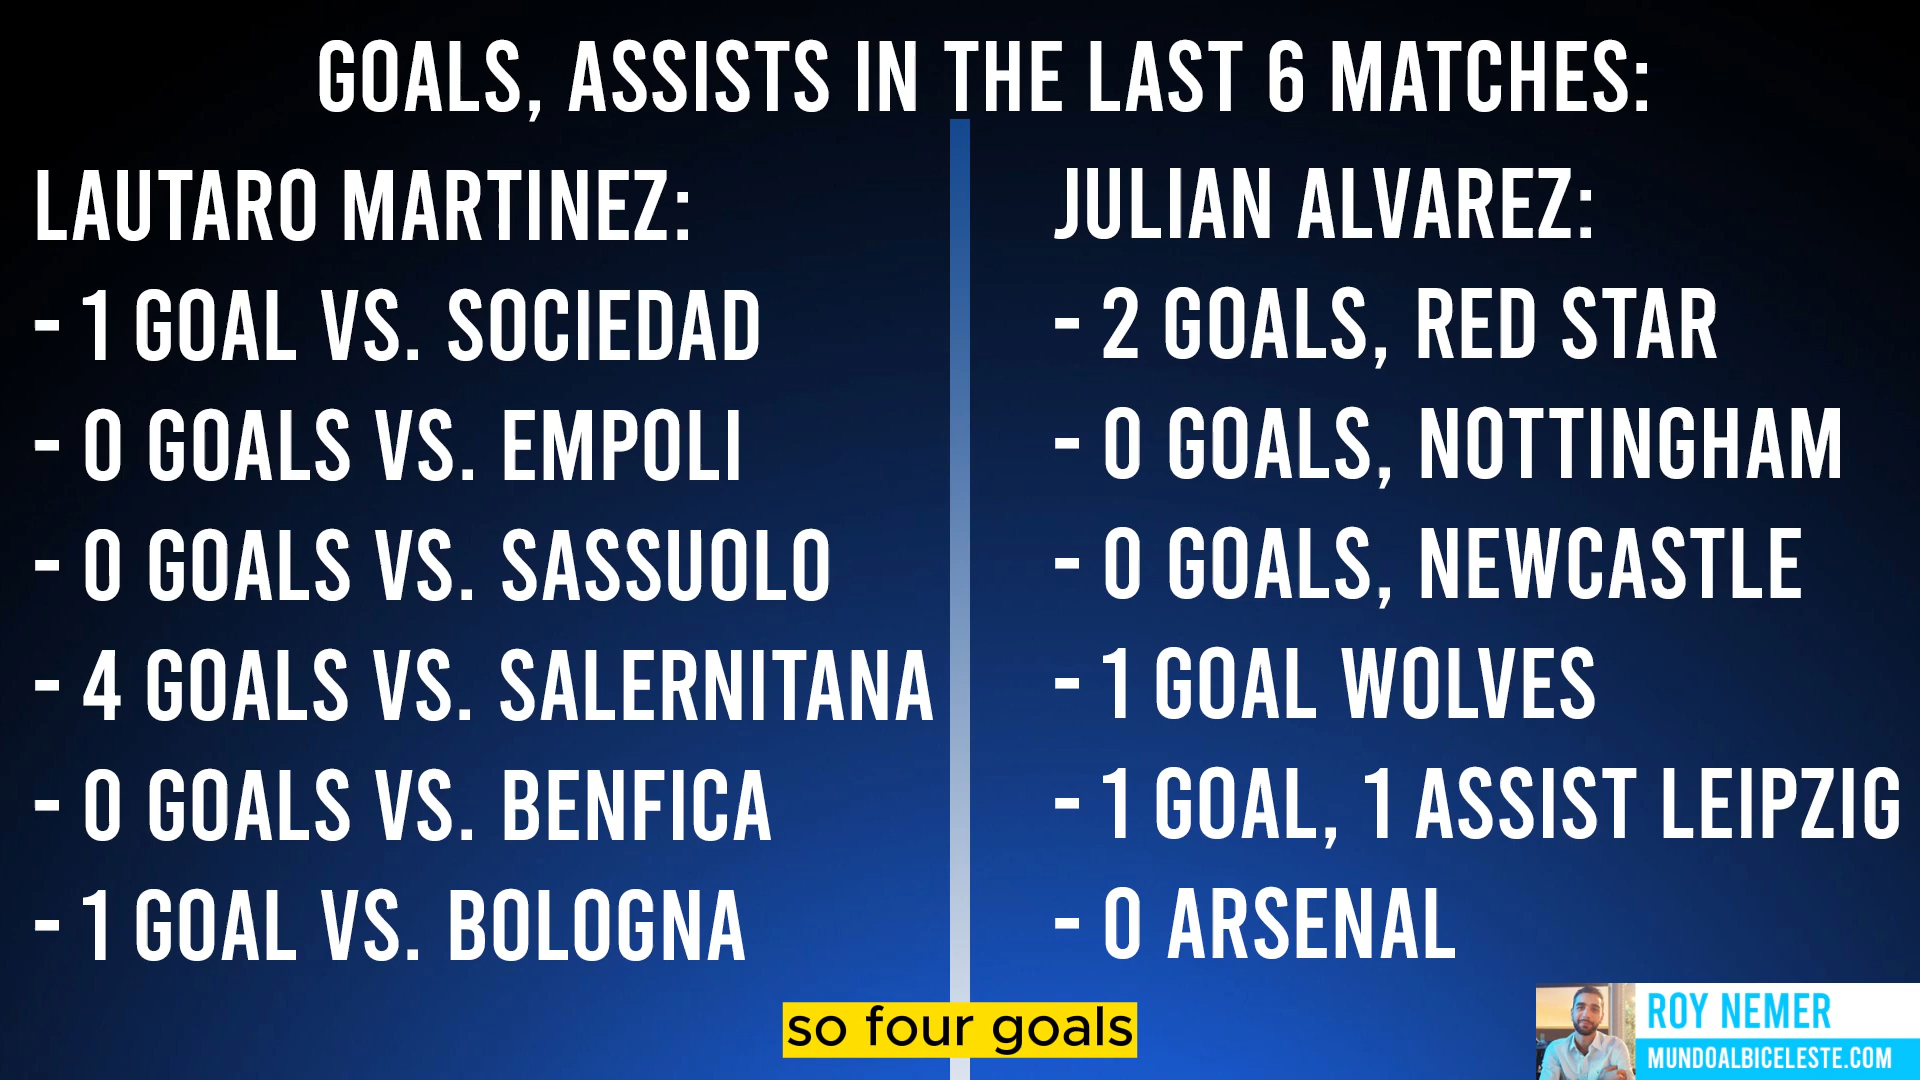 GOALS, ASSISTS IN THE LAST 6 MATCHES:
LAUTARO MARTINEZ:
- 1 GOAL VS. SOCIEDAD
- 0 GOALS VS. EMPOLI
- 0 GOALS VS. SASSUOLO
- 4 GOALS VS. SALERNITANA
- 0 GOALS VS. BENFICA
- 1 GOAL VS. BOLOGNA
JULIAN ALVAREZ:
- 2 GOALS, RED STAR
- 0 GOALS, NOTTINGHAM
- 0 GOALS, NEWCASTLE
- 1 GOAL WOLVES
- 1 GOAL, 1 ASSIST LEIPZIG
- 0 ARSENAL
so four goals
ROY NEMER
MUNDOALBICELESTE.COM